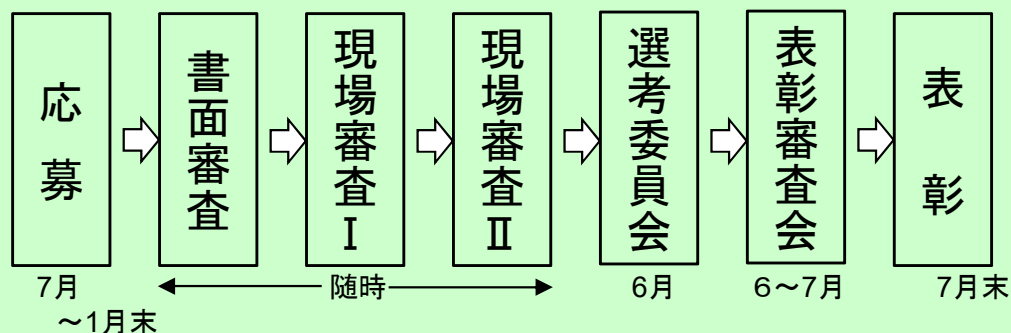 応募
書面審査
現場審査Ⅰ
現場審査Ⅱ
選考委員会
表彰審査会
表彰
7月
~1月末
随時
6月
6~7月
7月末